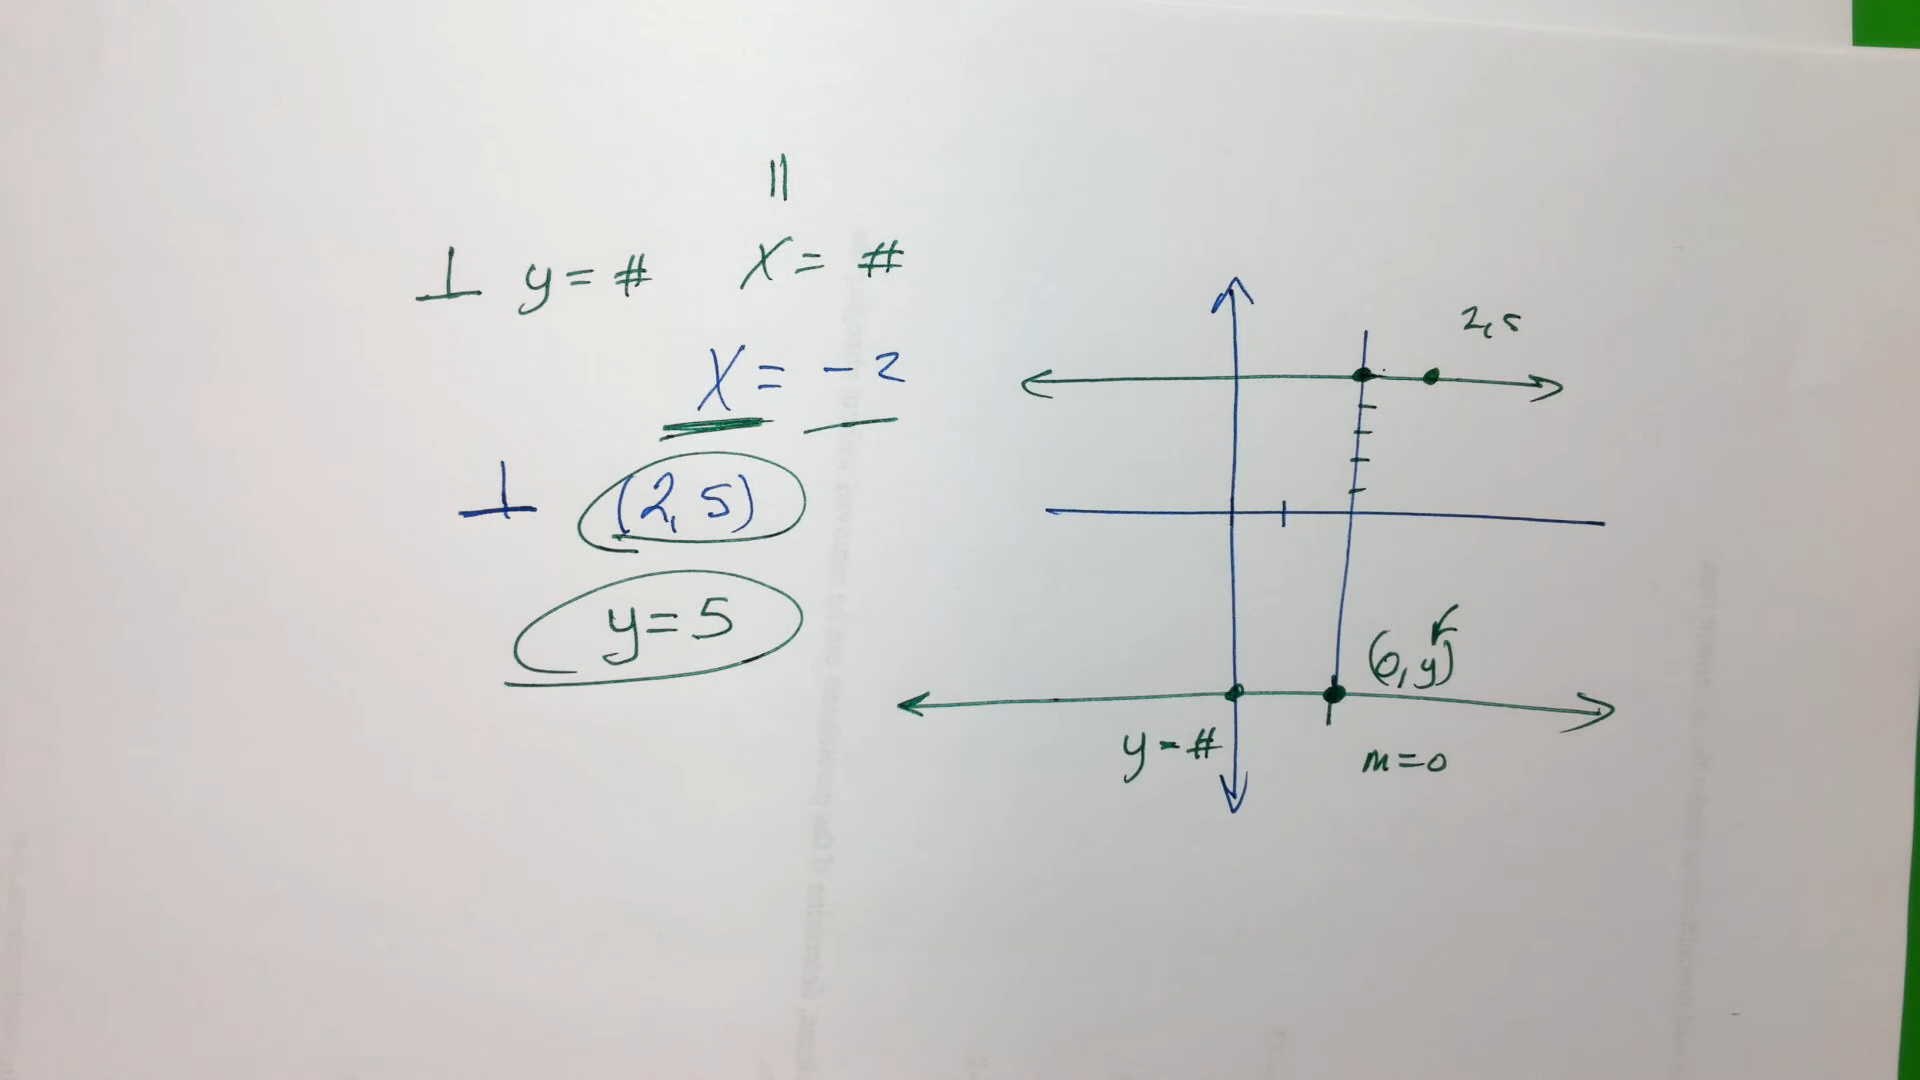 ||
⊥ y = # x = #
x = -2
⊥ (2, 5)
y = 5
2, 5
(0, y)
y = #
m = 0